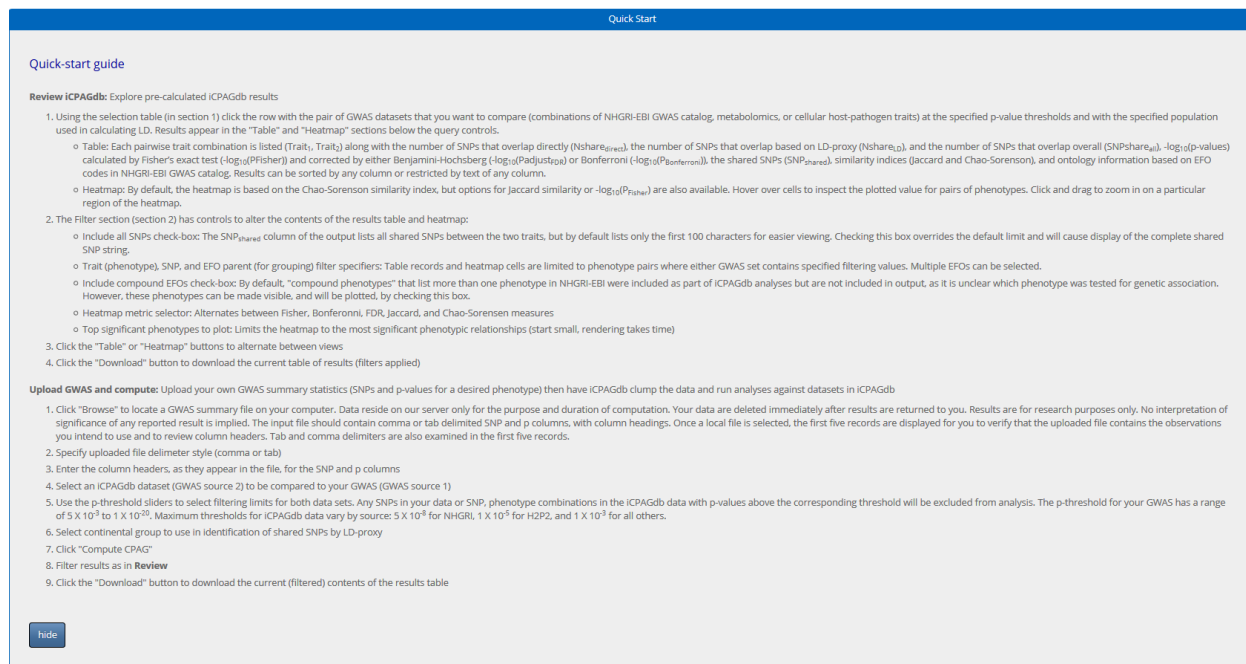 Quick Start
Quick-start guide
Review iCPAGdb: Explore pre-calculated iCPAGdb results
1. Using the selection table (in section 1) click the row with the pair of GWAS datasets that you want to compare (combinations of NHGRI-EBI GWAS catalog, metabolomics, or cellular host-pathogen traits) at the specified p-value thresholds and with the specified population
used in calculating LD. Results appear in the "Table" and "Heatmap" sections below the query controls.
Table: Each pairwise trait combination is listed (Trait1, Trait2) along with the number of SNPs that overlap directly (Nsharedirect), the number of SNPs that overlap based on LD-proxy (NshareLD), and the number of SNPs that overlap overall (SNPshareall), -log10(p-values)
calculated by Fisher's exact test (-log10(PFisher)) and corrected by either Benjamini-Hochsberg (-log10(PadjustFDR) or Bonferroni (-log10(PBonferroni)), the shared SNPs (SNPshared), similarity indices (Jaccard and Chao-Sorenson), and ontology information based on EFO
codes in NHGRI-EBI GWAS catalog. Results can be sorted by any column or restricted by text of any column.
Heatmap: By default, the heatmap is based on the Chao-Sorenson similarity index, but options for Jaccard similarity or -log10(PFisher) are also available. Hover over cells to inspect the plotted value for pairs of phenotypes. Click and drag to zoom in on a particular
region of the heatmap.
2. The Filter section (section 2) has controls to alter the contents of the results table and heatmap:
Include all SNPs check-box: The SNPshared column of the output lists all shared SNPs between the two traits, but by default lists only the first 100 characters for easier viewing. Checking this box overrides the default limit and will cause display of the complete shared
SNP string.
Trait (phenotype), SNP, and EFO parent (for grouping) filter specifiers: Table records and heatmap cells are limited to phenotype pairs where either GWAS set contains specified filtering values. Multiple EFOs can be selected.
Include compound EFOs check-box: By default, "compound phenotypes" that list more than one phenotype in NHGRI-EBI were included as part of iCPAGdb analyses but are not included in output, as it is unclear which phenotype was tested for genetic association.
However, these phenotypes can be made visible, and will be plotted, by checking this box.
Heatmap metric selector: Alternates between Fisher, Bonferonni, FDR, Jaccard, and Chao-Sorensen measures
Top significant phenotypes to plot: Limits the heatmap to the most significant phenotypic relationships (start small, rendering takes time)
3. Click the "Table" or "Heatmap" buttons to alternate between views
4. Click the "Download" button to download the current table of results (filters applied)
Upload GWAS and compute: Upload your own GWAS summary statistics (SNPs and p-values for a desired phenotype) then have iCPAGdb clump the data and run analyses against datasets in iCPAGdb
1. Click "Browse" to locate a GWAS summary file on your computer. Data reside on our server only for the purpose and duration of computation. Your data are deleted immediately after results are returned to you. Results are for research purposes only. No interpretation of
significance of any reported result is implied. The input file should contain comma or tab delimited SNP and p columns, with column headings. Once a local file is selected, the first five records are displayed for you to verify that the uploaded file contains the observations
you intend to use and to review column headers. Tab and comma delimiters are also examined in the first five records.
2. Specify uploaded file delimeter style (comma or tab)
3. Enter the column headers, as they appear in the file, for the SNP and p columns
4. Select an iCPAGdb dataset (GWAS source 2) to be compared to your GWAS (GWAS source 1)
5. Use the p-threshold sliders to select filtering limits for both data sets. Any SNPs in your data or SNP, phenotype combinations in the iCPAGdb data with p-values above the corresponding threshold will be excluded from analysis. The p-threshold for your GWAS has a range
of 5 X 10-3 to 1 X 10-20. Maximum thresholds for iCPAGdb data vary by source: 5 X 10-8 for NHGRI, 1 X 10-5 for H2P2, and 1 X 10-3 for all others.
6. Select continental group to use in identification of shared SNPs by LD-proxy
7. Click "Compute CPAG"
8. Filter results as in Review
9. Click the "Download" button to download the current (filtered) contents of the results table
hide